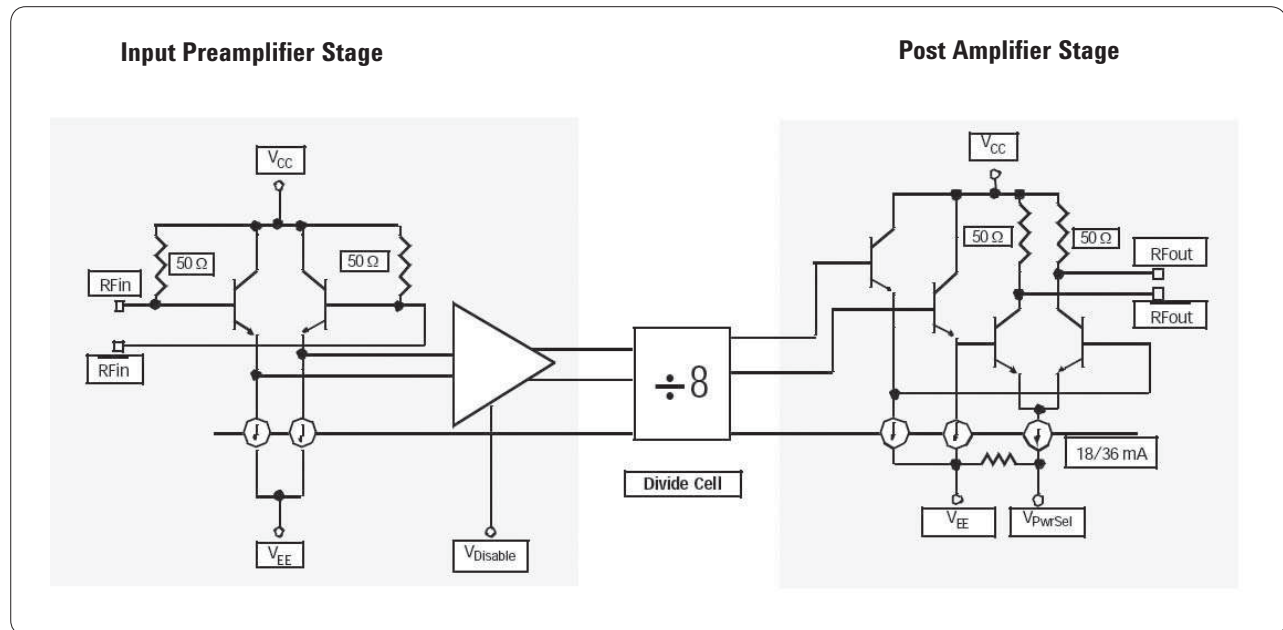 Input Preamplifier Stage
Post Amplifier Stage
VCC
50 Ω
50 Ω
RFin
RFin
÷8
VEE
VDisable
Divide Cell
VCC
50 Ω
50 Ω
RFout
RFout
18/36 mA
VEE
VPwrSel